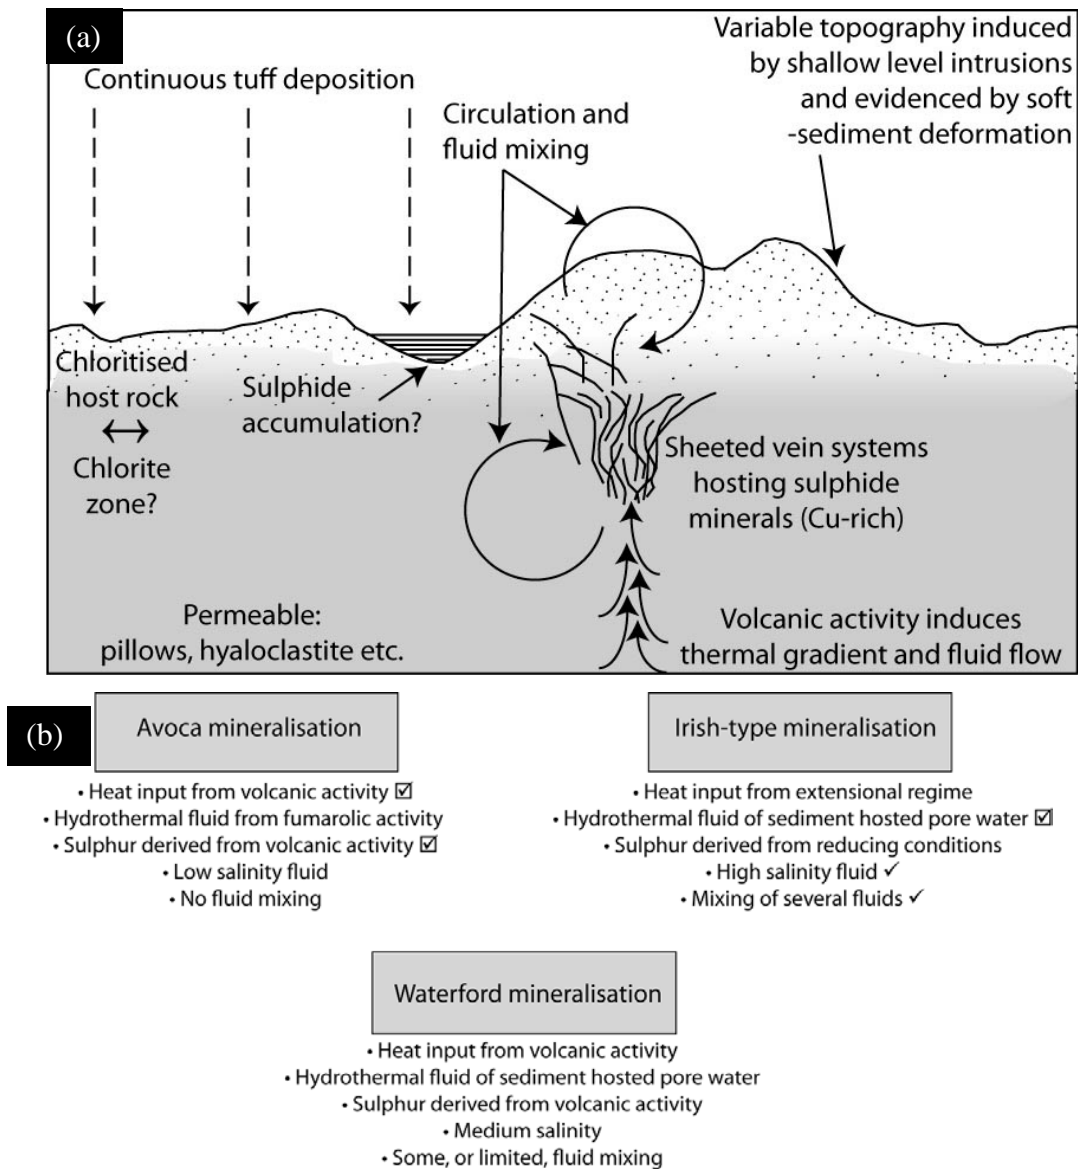 (a)
Continuous tuff deposition
Circulation and
fluid mixing
Variable topography induced
by shallow level intrusions
and evidenced by soft
-sediment deformation
Chloritised
host rock
Chlorite
zone?
Sulphide
accumulation?
Sheeted vein systems
hosting sulphide
minerals (Cu-rich)
Permeable:
pillows, hyaloclastite etc.
Volcanic activity induces
thermal gradient and fluid flow
(b)
Avoca mineralisation
• Heat input from volcanic activity ☑
• Hydrothermal fluid from fumarolic activity
• Sulphur derived from volcanic activity ☑
• Low salinity fluid
• No fluid mixing
Irish-type mineralisation
• Heat input from extensional regime
• Hydrothermal fluid of sediment hosted pore water ☑
• Sulphur derived from reducing conditions
• High salinity fluid ✓
• Mixing of several fluids ✓
Waterford mineralisation
• Heat input from volcanic activity
• Hydrothermal fluid of sediment hosted pore water
• Sulphur derived from volcanic activity
• Medium salinity
• Some, or limited, fluid mixing